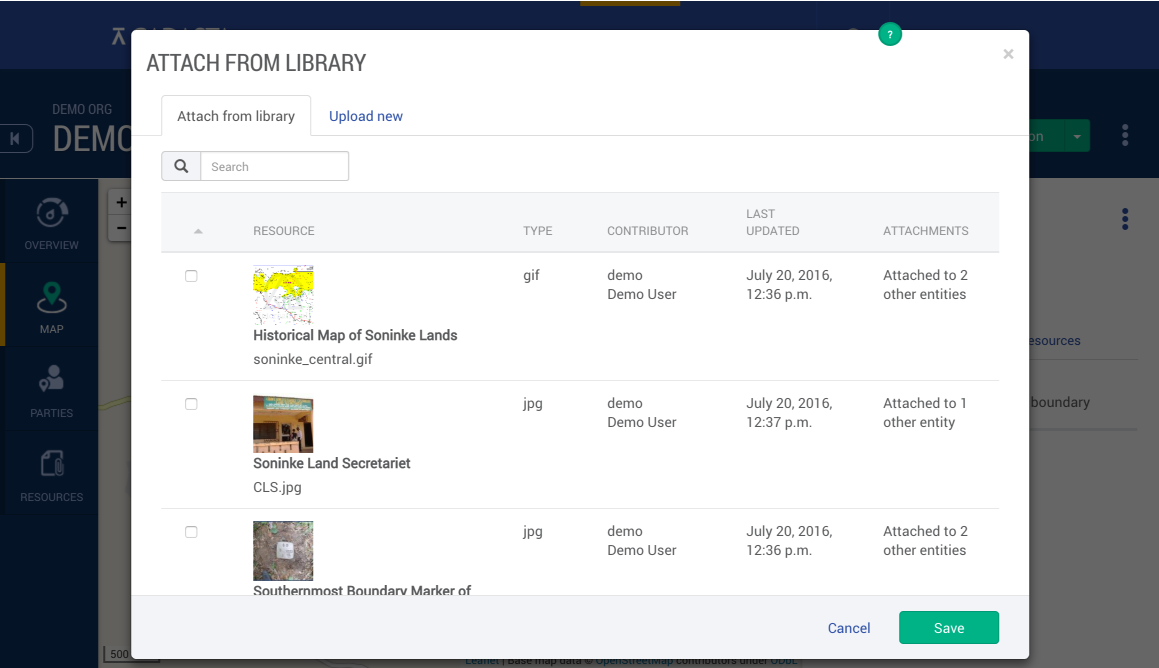 ?
ATTACH FROM LIBRARY
×
DEMO ORG
DEMO
on
Attach from library
Upload new
Search
+
−
RESOURCE
TYPE
CONTRIBUTOR
LAST
UPDATED
ATTACHMENTS
OVERVIEW
gif
demo
Demo User
July 20, 2016,
12:36 p.m.
Attached to 2
other entities
Historical Map of Soninke Lands
soninke_central.gif
MAP
esources
jpg
demo
Demo User
July 20, 2016,
12:37 p.m.
Attached to 1
other entity
boundary
PARTIES
Soninke Land Secretariet
CLS.jpg
RESOURCES
jpg
demo
Demo User
July 20, 2016,
12:36 p.m.
Attached to 2
other entities
Southernmost Boundary Marker of
Cancel
Save
500
Leaflet | Base map data © OpenStreetMap contributors under ODbL